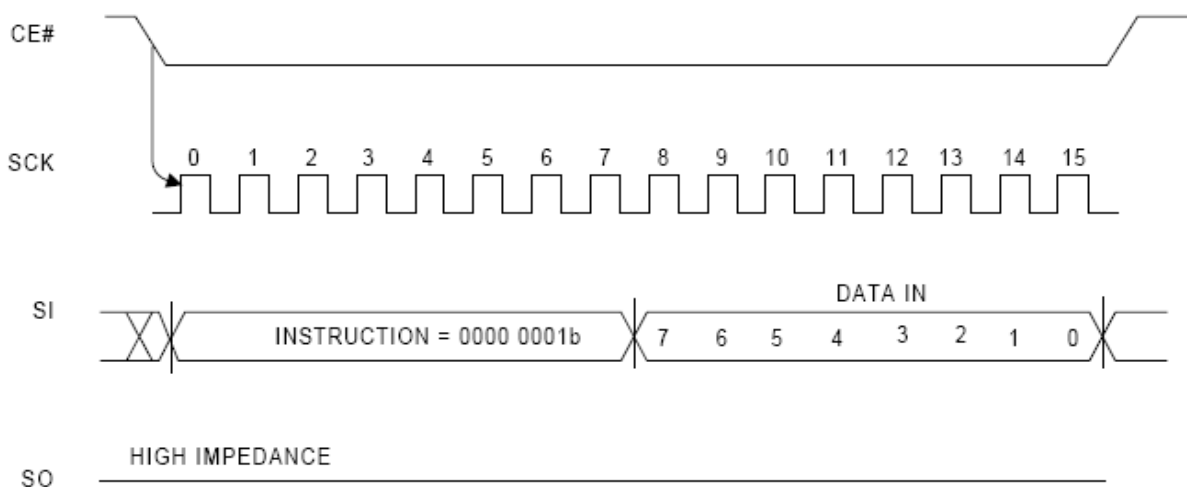 CE#
SCK
0 1 2 3 4 5 6 7 8 9 10 11 12 13 14 15
DATA IN
SI
INSTRUCTION = 0000 0001b 7 6 5 4 3 2 1 0
HIGH IMPEDANCE
SO